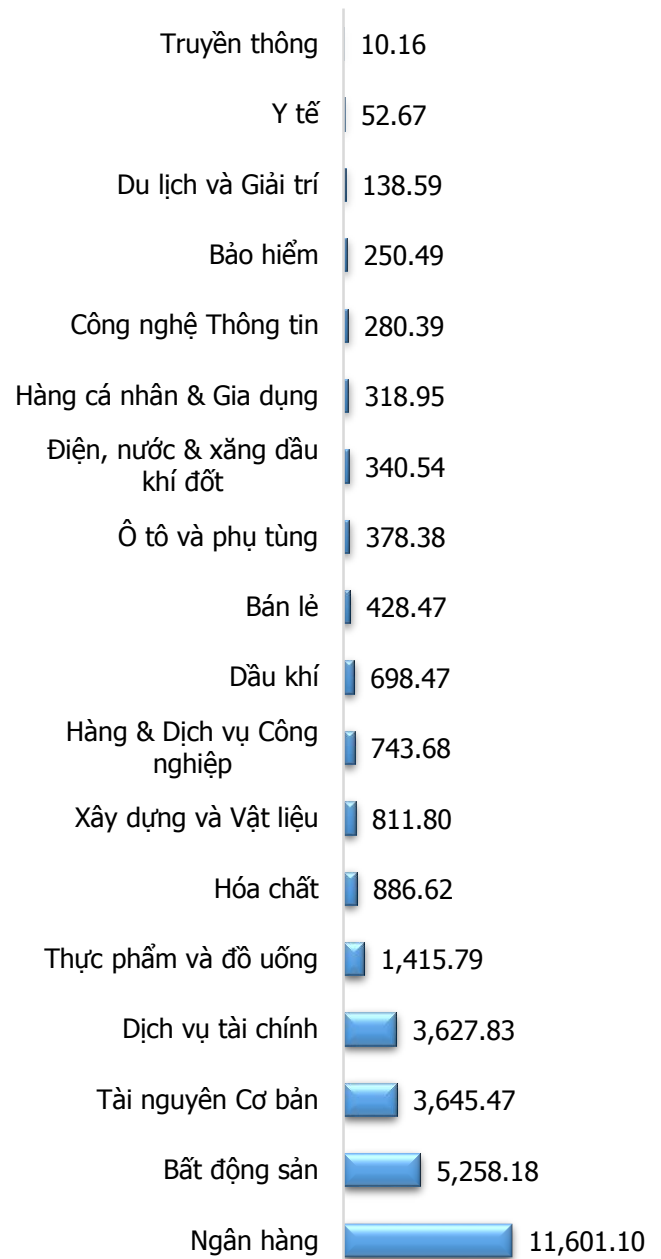 Truyền thông 10.16
Y tế 52.67
Du lịch và Giải trí 138.59
Bảo hiểm 250.49
Công nghệ Thông tin 280.39
Hàng cá nhân & Gia dụng 318.95
Điện, nước & xăng dầu
khí đốt 340.54
Ô tô và phụ tùng 378.38
Bán lẻ 428.47
Dầu khí 698.47
Hàng & Dịch vụ Công
nghiệp 743.68
Xây dựng và Vật liệu 811.80
Hóa chất 886.62
Thực phẩm và đồ uống 1,415.79
Dịch vụ tài chính 3,627.83
Tài nguyên Cơ bản 3,645.47
Bất động sản 5,258.18
Ngân hàng 11,601.10